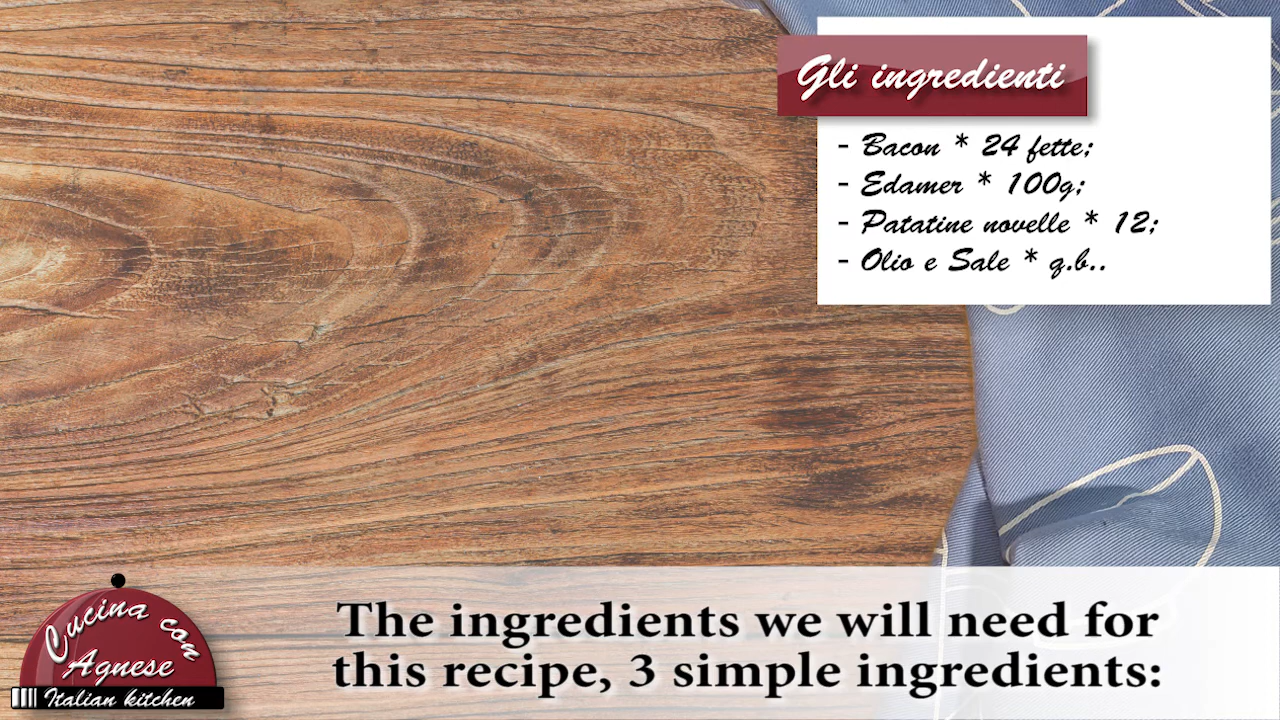 Gli ingredienti
- Bacon * 24 fette;
- Edamer * 100g;
- Patatine novelle * 12;
- Olio e Sale * q.b..
The ingredients we will need for
this recipe, 3 simple ingredients:
Cucina con
Agnese
Italian kitchen